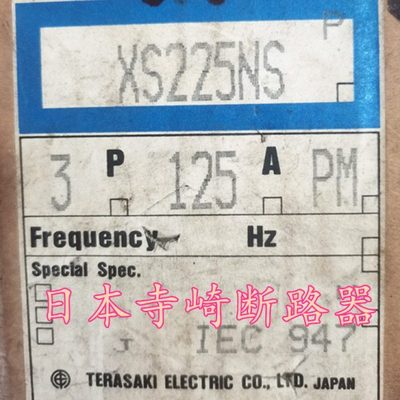 P
XS225NS
3 P 125 A PM
Frequency Hz
Special Spec.
日本寺崎断路器
G IEC 947
TERASAKI ELECTRIC CO., LTD. JAPAN